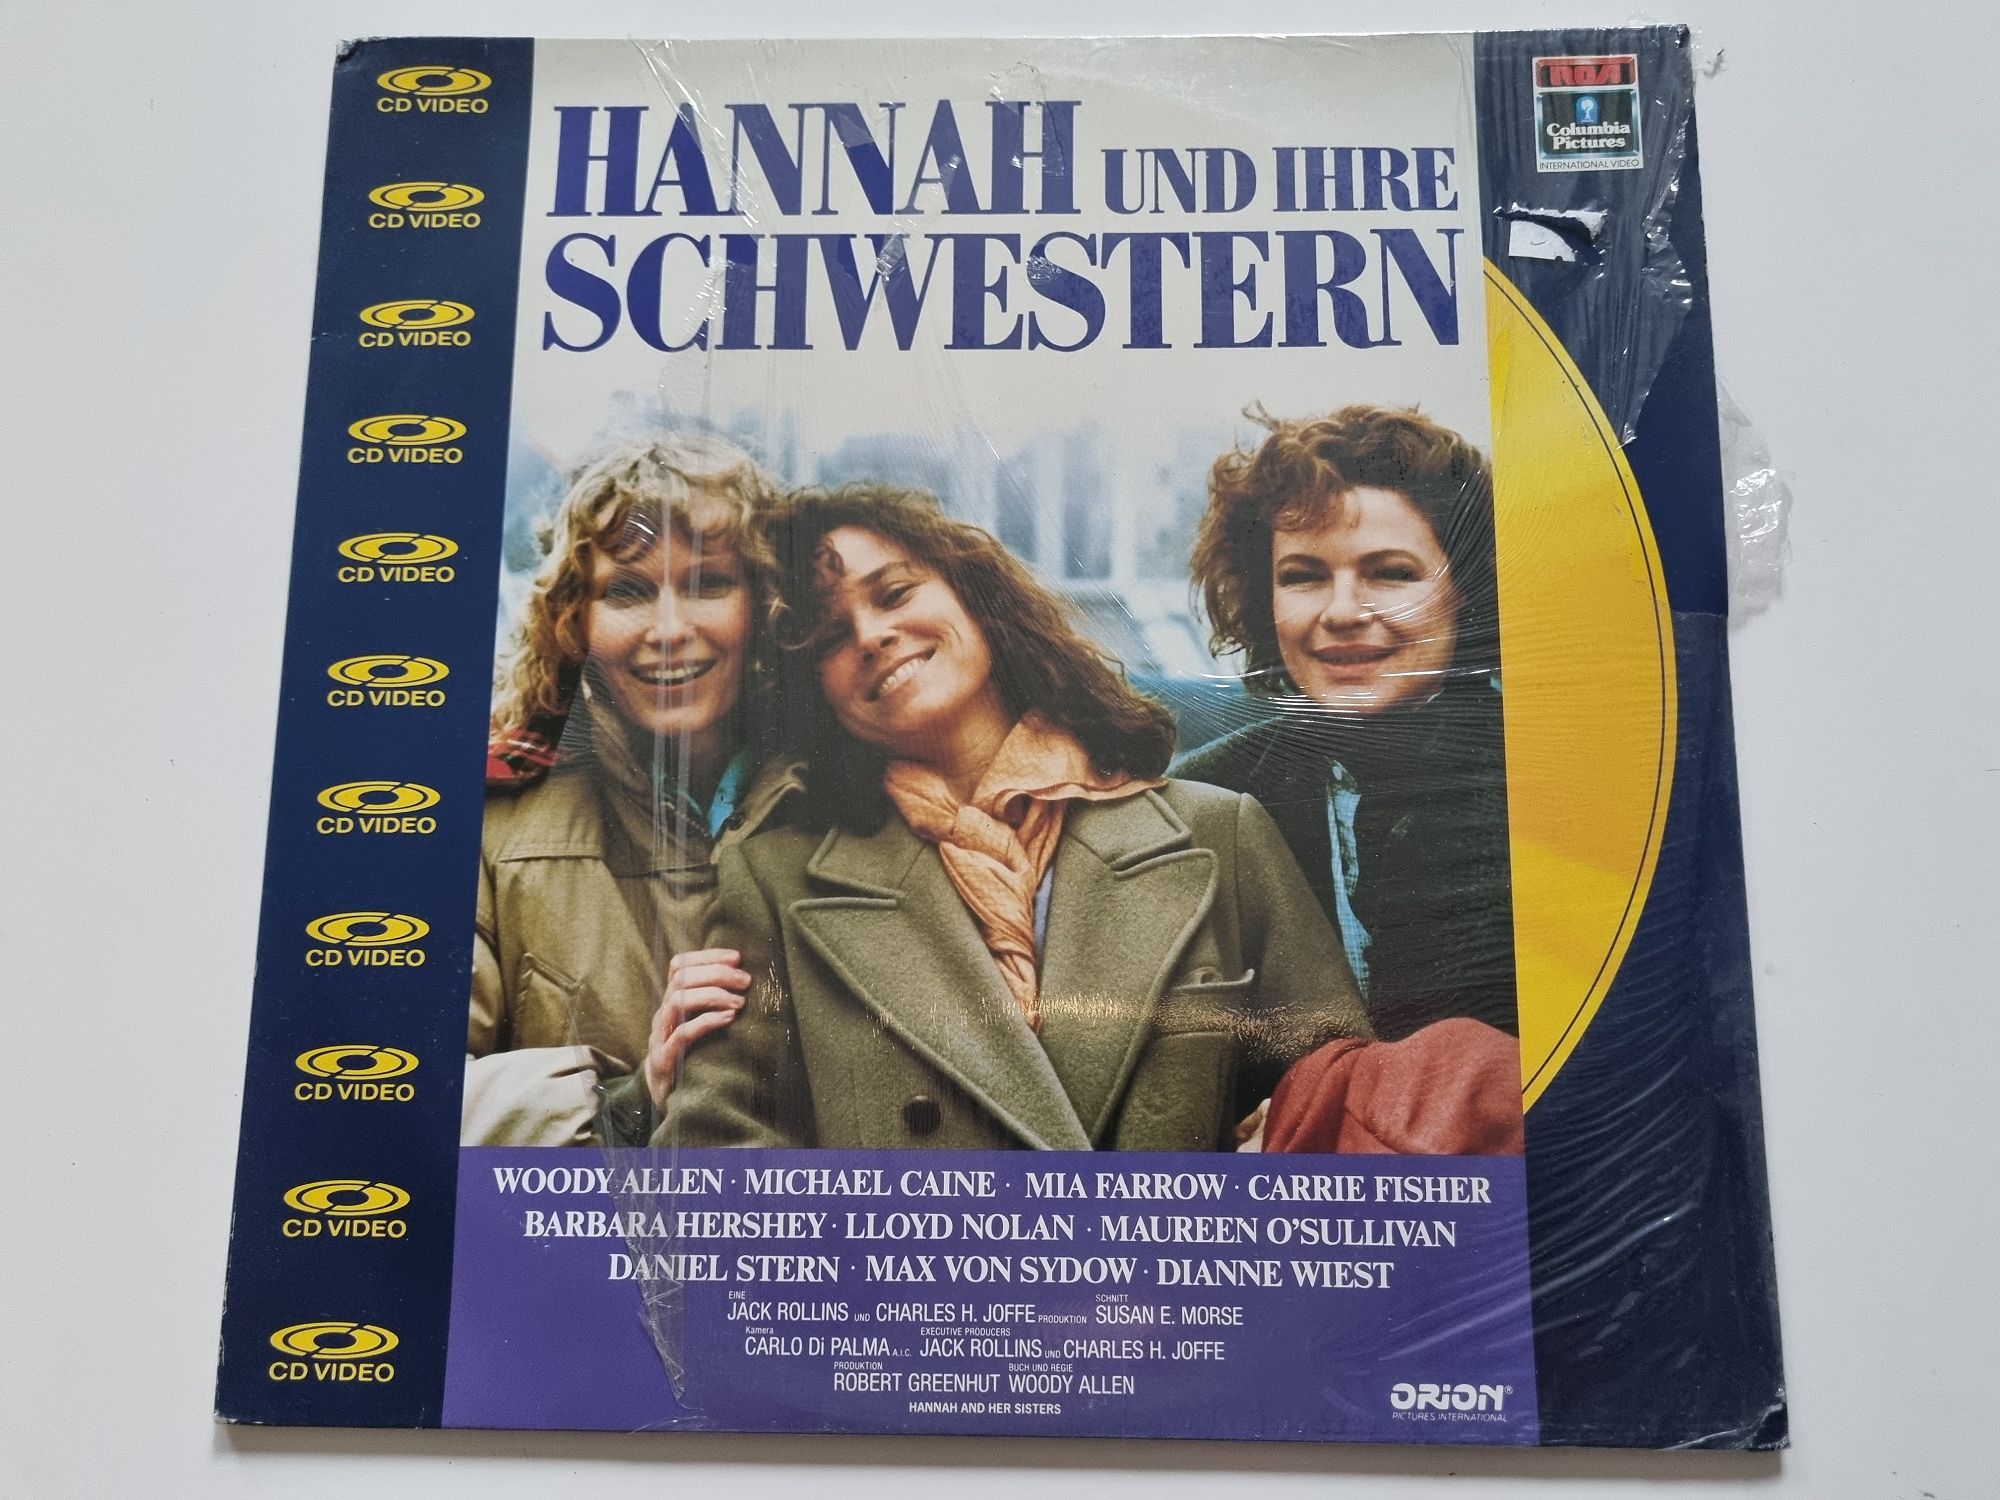 CD VIDEO
CD VIDEO
CD VIDEO
CD VIDEO
CD VIDEO
CD VIDEO
CD VIDEO
CD VIDEO
CD VIDEO
CD VIDEO
CD VIDEO
HANNAH UND IHRE
SCHWESTERN
RCA
Columbia
Pictures
INTERNATIONAL VIDEO
WOODY ALLEN · MICHAEL CAINE · MIA FARROW · CARRIE FISHER
BARBARA HERSHEY · LLOYD NOLAN · MAUREEN O'SULLIVAN
DANIEL STERN · MAX VON SYDOW · DIANNE WIEST
EINE SCHNITT
JACK ROLLINS UND CHARLES H. JOFFE PRODUKTION SUSAN E. MORSE
Kamera EXECUTIVE PRODUCERS
CARLO Di PALMA A.I.C. JACK ROLLINS UND CHARLES H. JOFFE
PRODUKTION BUCH UND REGIE
ROBERT GREENHUT WOODY ALLEN
HANNAH AND HER SISTERS
ORION®
PICTURES INTERNATIONAL